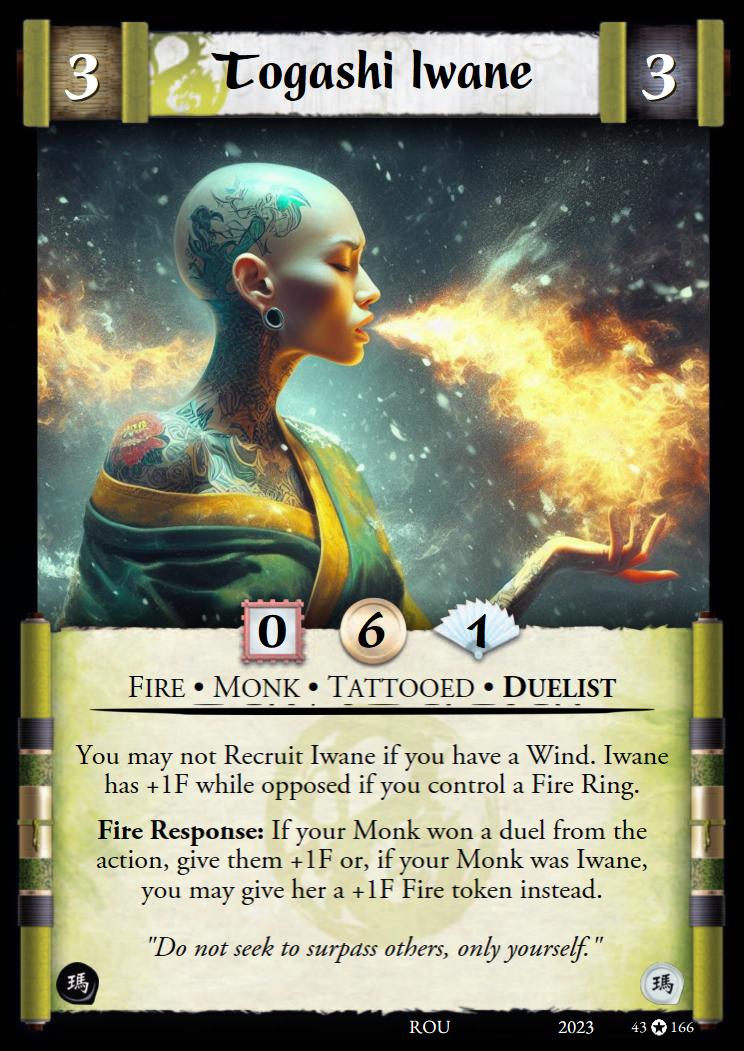 3 Togashi Iwane 3
0 6 1
FIRE • MONK • TATTOOED • DUELIST
You may not Recruit Iwane if you have a Wind. Iwane
has +1F while opposed if you control a Fire Ring.
Fire Response: If your Monk won a duel from the
action, give them +1F or, if your Monk was Iwane,
you may give her a +1F Fire token instead.
"Do not seek to surpass others, only yourself."
瑪 瑪
ROU 2023 43 ✪ 166